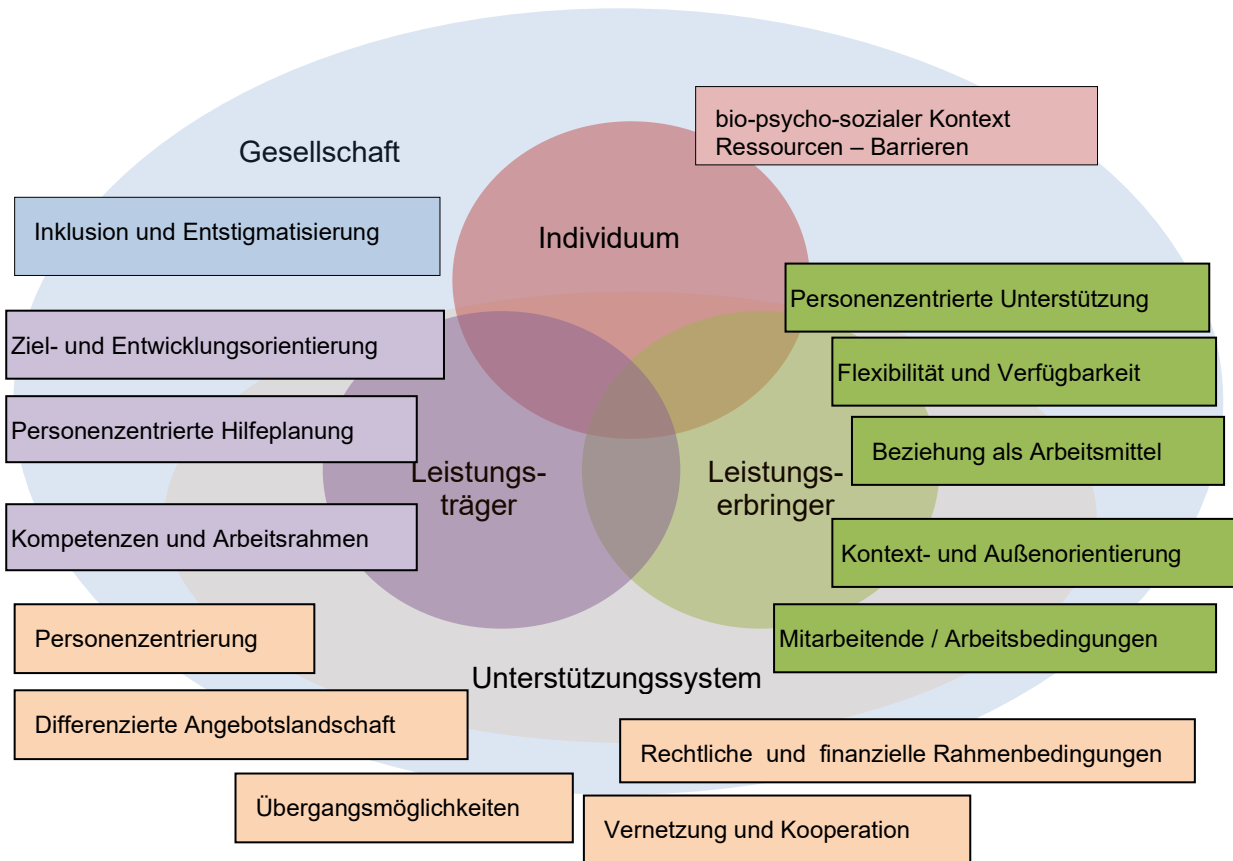 bio-psycho-sozialer Kontext
Ressourcen – Barrieren
Gesellschaft
Inklusion und Entstigmatisierung
Individuum
Personenzentrierte Unterstützung
Ziel- und Entwicklungsorientierung
Flexibilität und Verfügbarkeit
Personenzentrierte Hilfeplanung
Beziehung als Arbeitsmittel
Leistungs-
träger
Leistungs-
erbringer
Kompetenzen und Arbeitsrahmen
Kontext- und Außenorientierung
Personenzentrierung
Mitarbeitende / Arbeitsbedingungen
Unterstützungssystem
Differenzierte Angebotslandschaft
Rechtliche und finanzielle Rahmenbedingungen
Übergangsmöglichkeiten
Vernetzung und Kooperation